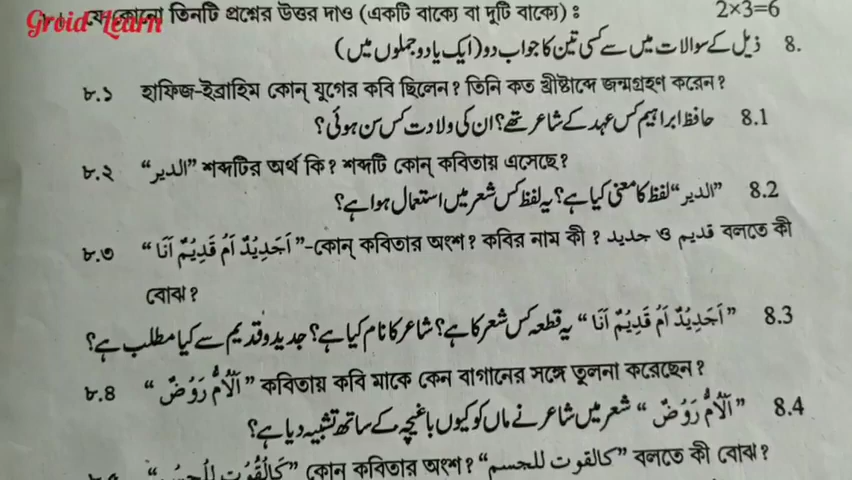 Groid Learn
কোনো তিনটি প্রশ্নের উত্তর দাও (একটি বাক্যে বা দুটি বাক্যে) : 2×3=6
8. ذیل کے سوالات میں سے کسی تین کا جواب دو (ایک یا دو جملوں میں)
৮.১ হাফিজ-ইব্রাহিম কোন্ যুগের কবি ছিলেন? তিনি কত খ্রীষ্টাব্দে জন্মগ্রহণ করেন?
8.1 حافظ ابراہیم کس عہد کے شاعر تھے؟ ان کی ولادت کس سن ہوئی؟
৮.২ “الدير” শব্দটির অর্থ কি? শব্দটি কোন্ কবিতায় এসেছে?
8.2 ”الدير“ لفظ کا معنی کیا ہے؟ یہ لفظ کس شعر میں استعمال ہوا ہے؟
৮.৩ “اَجَدِيْدٌ اَمْ قَدِيْمٌ اَنَا”-কোন্ কবিতার অংশ? কবির নাম কী? جديد ও قديم বলতে কী
বোঝ?
8.3 ”اَجَدِيْدٌ اَمْ قَدِيْمٌ اَنَا“ یہ قطعہ کس شعر کا ہے؟ شاعر کا نام کیا ہے؟ جدید و قدیم سے کیا مطلب ہے؟
৮.৪ “اَلْاُمُّ رَوْضٌ” কবিতায় কবি মাকে কেন বাগানের সঙ্গে তুলনা করেছেন?
8.4 ”اَلْاُمُّ رَوْضٌ“ شعر میں شاعر نے ماں کو کیوں باغیچہ کے ساتھ تشبیہ دیا ہے؟
“كَالْقُوْتِ لِلْجِسْمِ” কোন্ কবিতার অংশ? “كالقوت للجسم” বলতে কী বোঝ?